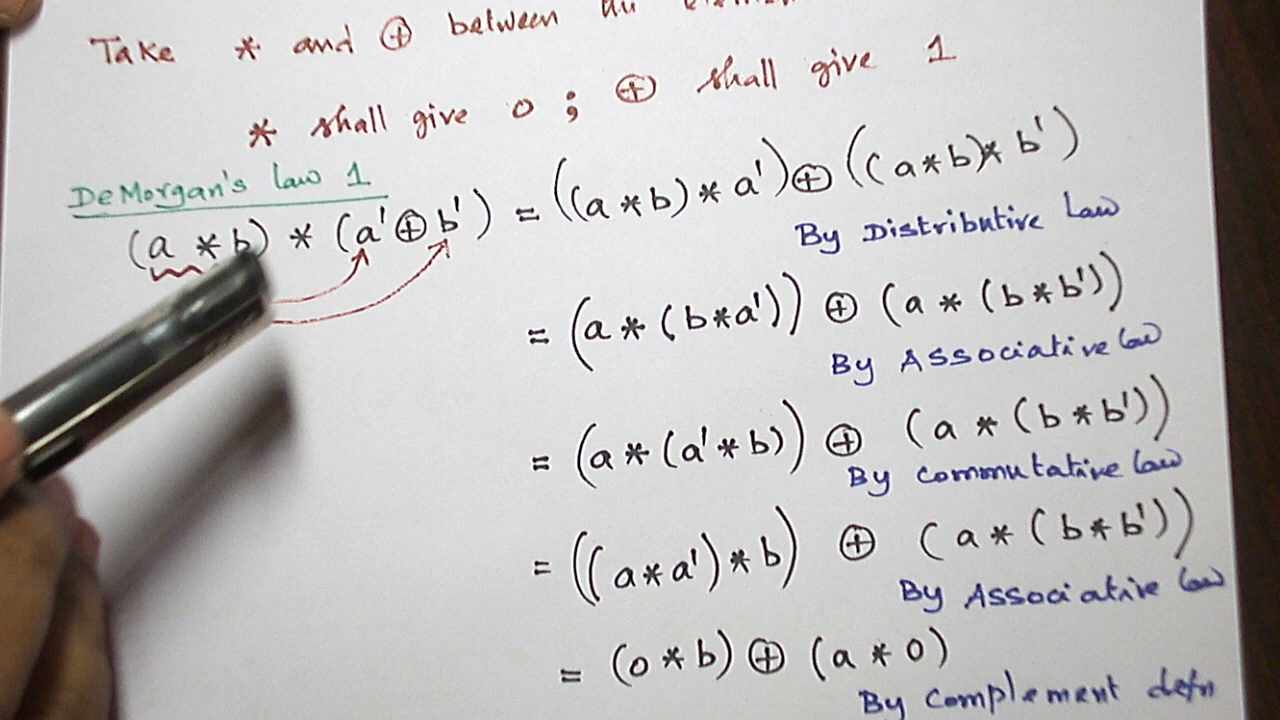 Take * and ⊕ between
* shall give 0 ; ⊕ shall give 1
DeMorgan's law 1
(a * b) * (a' ⊕ b') = ((a * b) * a') ⊕ ((a * b) * b')
By Distributive Law
= (a * (b * a')) ⊕ (a * (b * b'))
By Associative law
= (a * (a' * b)) ⊕ (a * (b * b'))
By Commutative law
= ((a * a') * b) ⊕ (a * (b * b'))
By Associative law
= (0 * b) ⊕ (a * 0)
By Complement defn